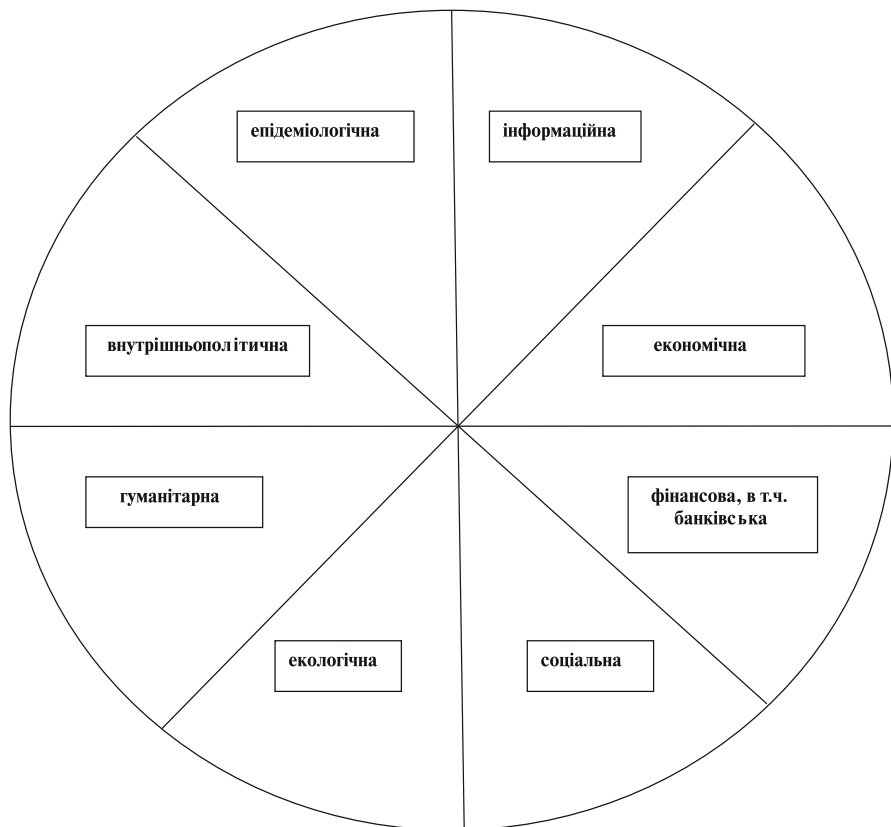 епідеміологічна
інформаційна
внутрішньополітична
економічна
гуманітарна
фінансова, в т.ч.
банківська
екологічна
соціальна